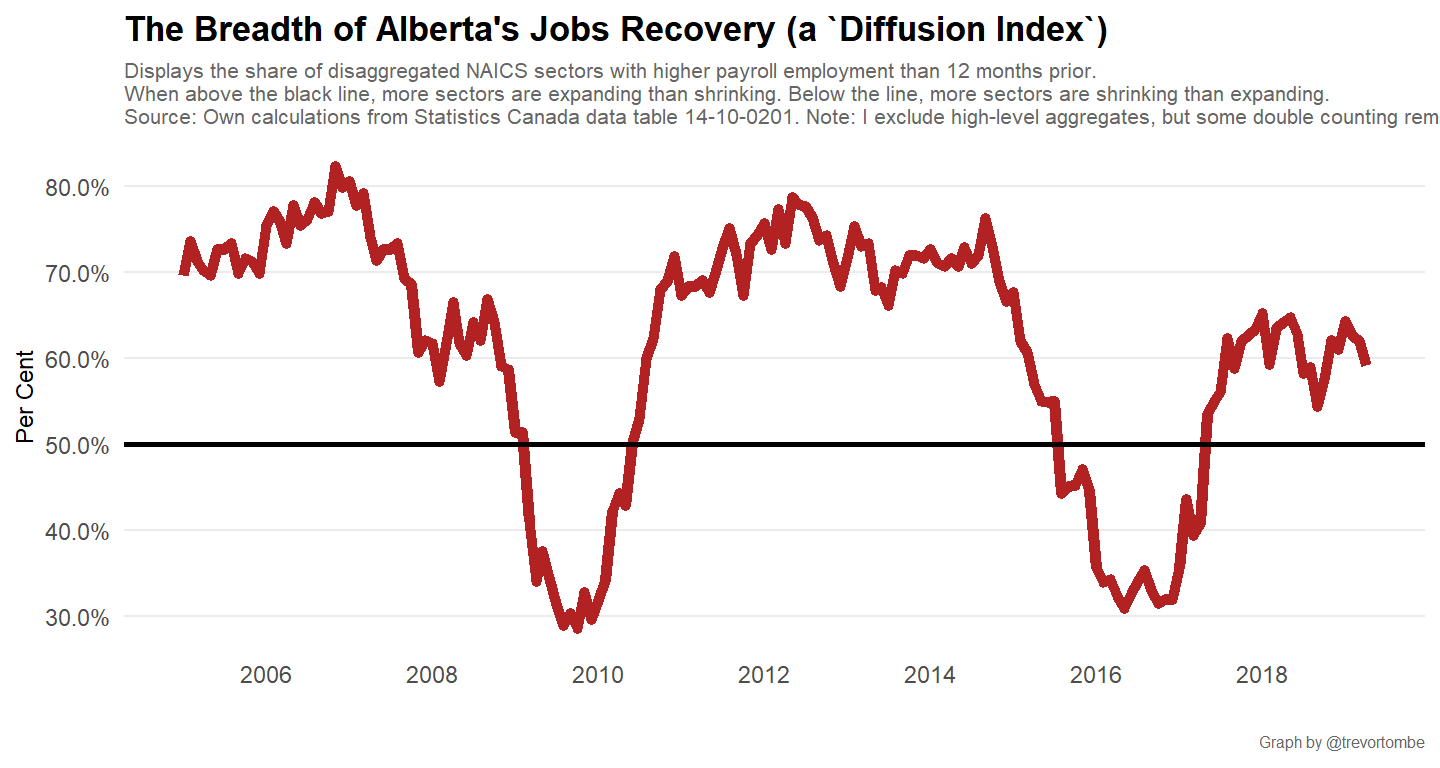 The Breadth of Alberta's Jobs Recovery (a `Diffusion Index`)
Displays the share of disaggregated NAICS sectors with higher payroll employment than 12 months prior.
When above the black line, more sectors are expanding than shrinking. Below the line, more sectors are shrinking than expanding.
Source: Own calculations from Statistics Canada data table 14-10-0201. Note: I exclude high-level aggregates, but some double counting rem
Per Cent
80.0%
70.0%
60.0%
50.0%
40.0%
30.0%
2006 2008 2010 2012 2014 2016 2018
Graph by @trevortombe